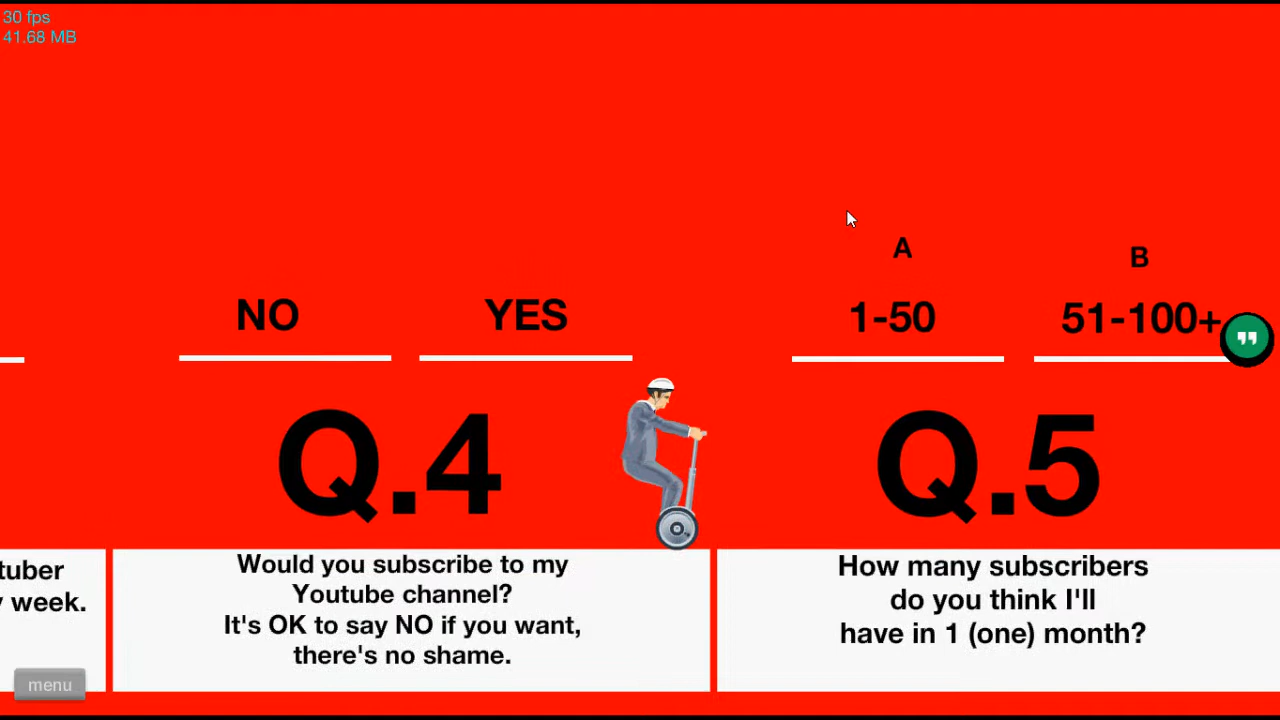 30 fps
41.68 MB
A
B
NO
YES
1-50
51-100+
Q.4
Q.5
tuber
week.
Would you subscribe to my
Youtube channel?
It's OK to say NO if you want,
there's no shame.
How many subscribers
do you think I'll
have in 1 (one) month?
menu